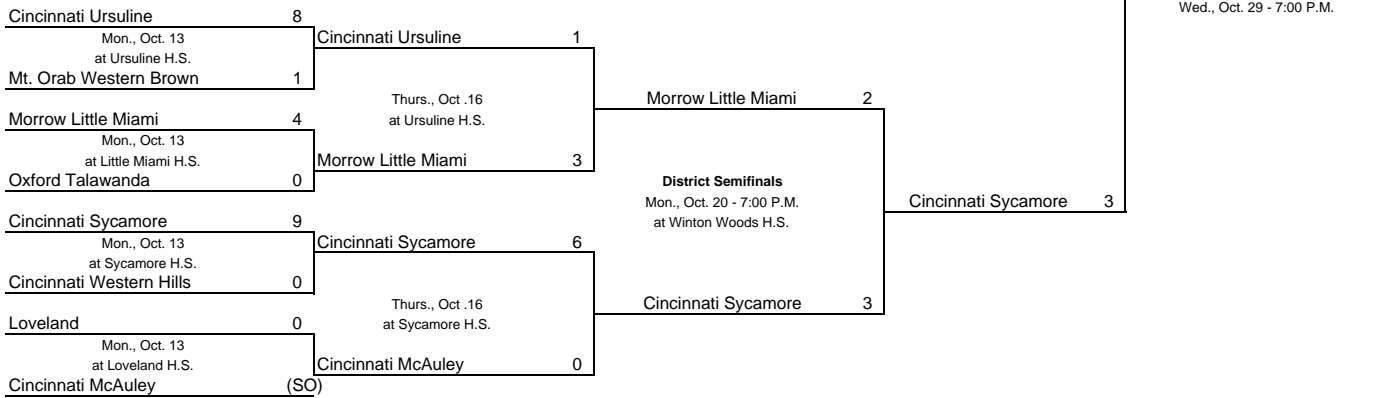 Wed., Oct. 29 - 7:00 P.M.
Cincinnati Ursuline 8
Mon., Oct. 13
at Ursuline H.S.
Mt. Orab Western Brown 1
Cincinnati Ursuline 1
Thurs., Oct .16
at Ursuline H.S.
Morrow Little Miami 3
Morrow Little Miami 4
Mon., Oct. 13
at Little Miami H.S.
Oxford Talawanda 0
Morrow Little Miami 2
District Semifinals
Mon., Oct. 20 - 7:00 P.M.
at Winton Woods H.S.
Cincinnati Sycamore 3
Cincinnati Sycamore 3
Cincinnati Sycamore 9
Mon., Oct. 13
at Sycamore H.S.
Cincinnati Western Hills 0
Cincinnati Sycamore 6
Thurs., Oct .16
at Sycamore H.S.
Cincinnati McAuley 0
Loveland 0
Mon., Oct. 13
at Loveland H.S.
Cincinnati McAuley (SO)